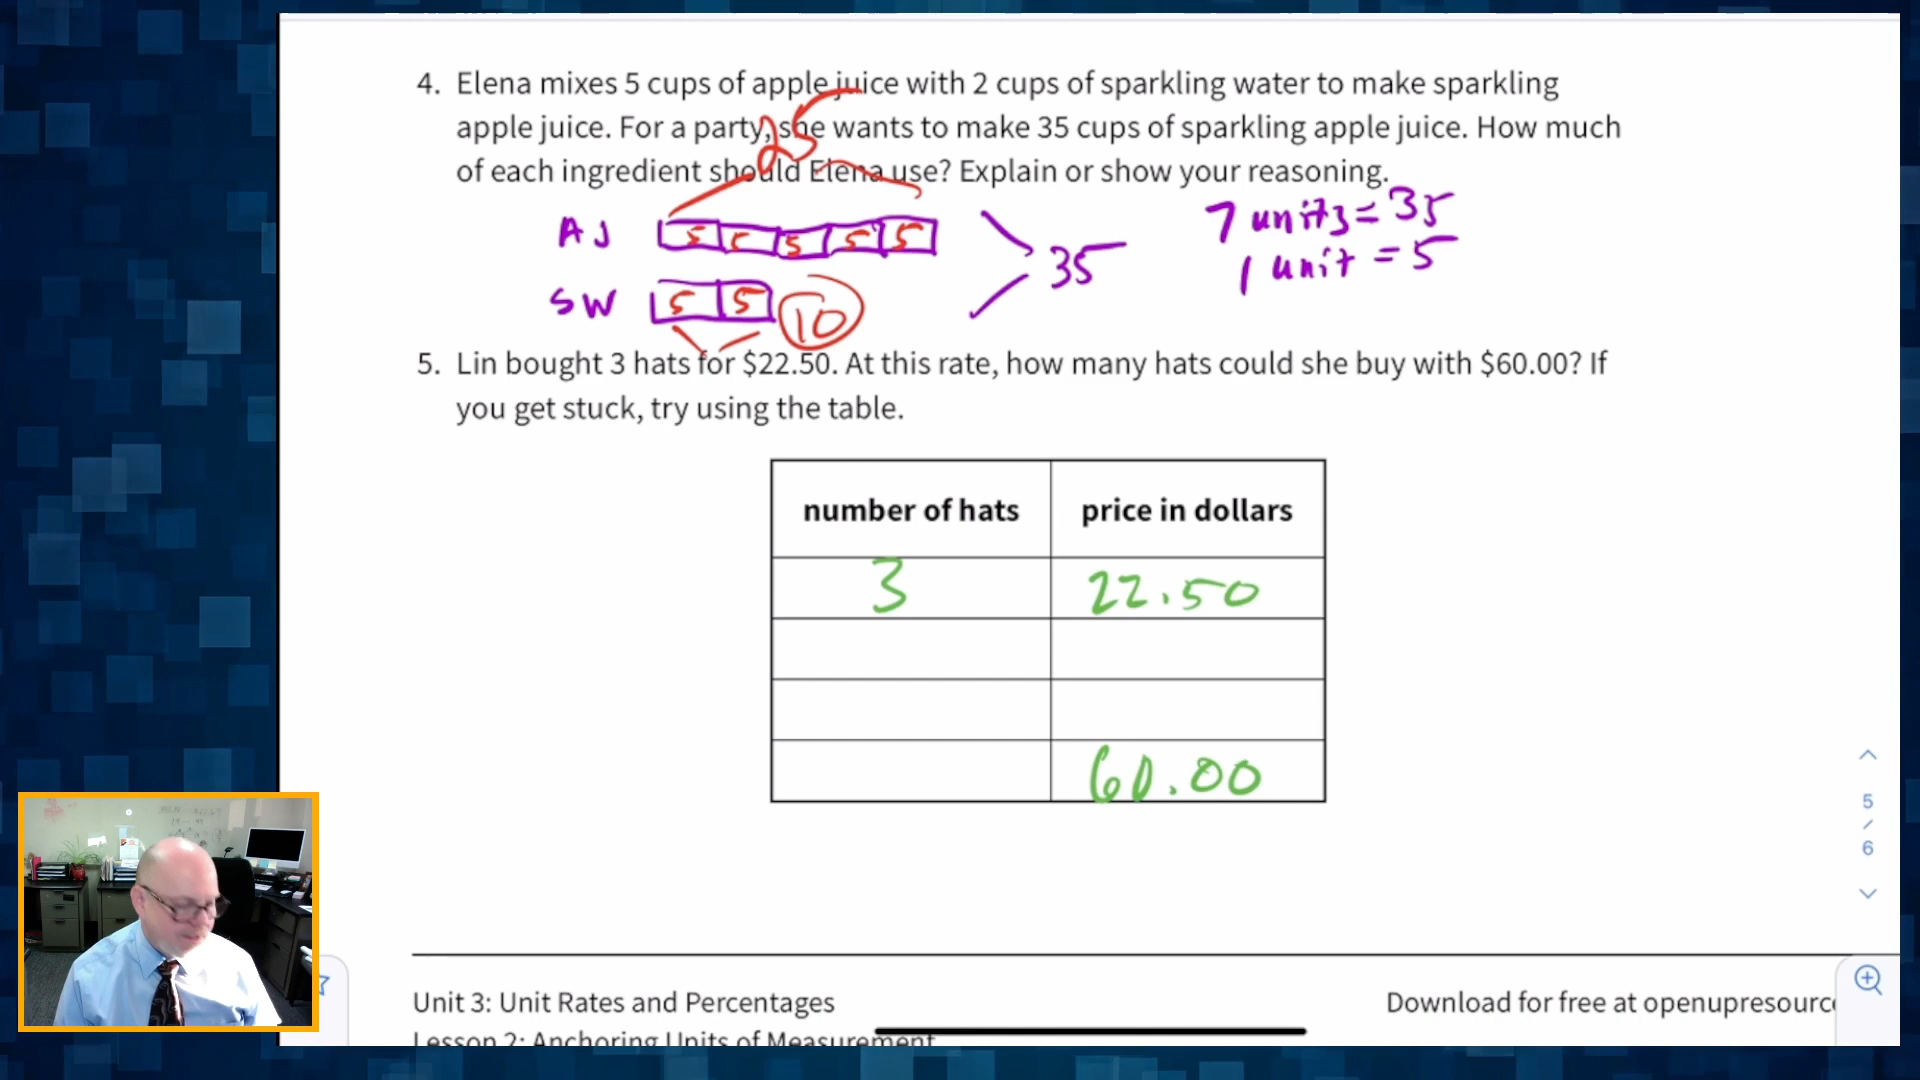 4. Elena mixes 5 cups of apple juice with 2 cups of sparkling water to make sparkling
apple juice. For a party, she wants to make 35 cups of sparkling apple juice. How much
of each ingredient should Elena use? Explain or show your reasoning.
25
7 units = 35
AJ 5 5 5 5 5
35
1 unit = 5
SW 5 5 10
5. Lin bought 3 hats for $22.50. At this rate, how many hats could she buy with $60.00? If
you get stuck, try using the table.
number of hats price in dollars
3 22.50
60.00
5
/
6
Unit 3: Unit Rates and Percentages
Download for free at openupresourc
Lesson 2: Anchoring Units of Measurement